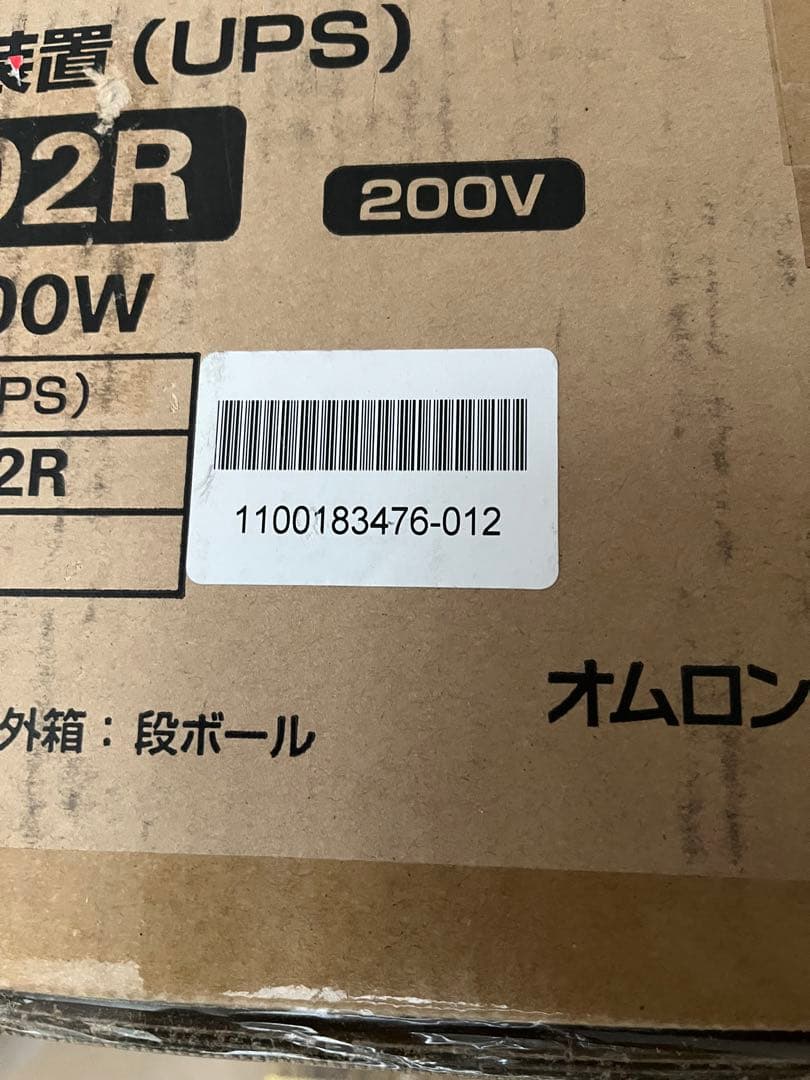 装置(UPS)
02R
200V
00W
PS)
2R
1100183476-012
オムロン
外箱：段ボール